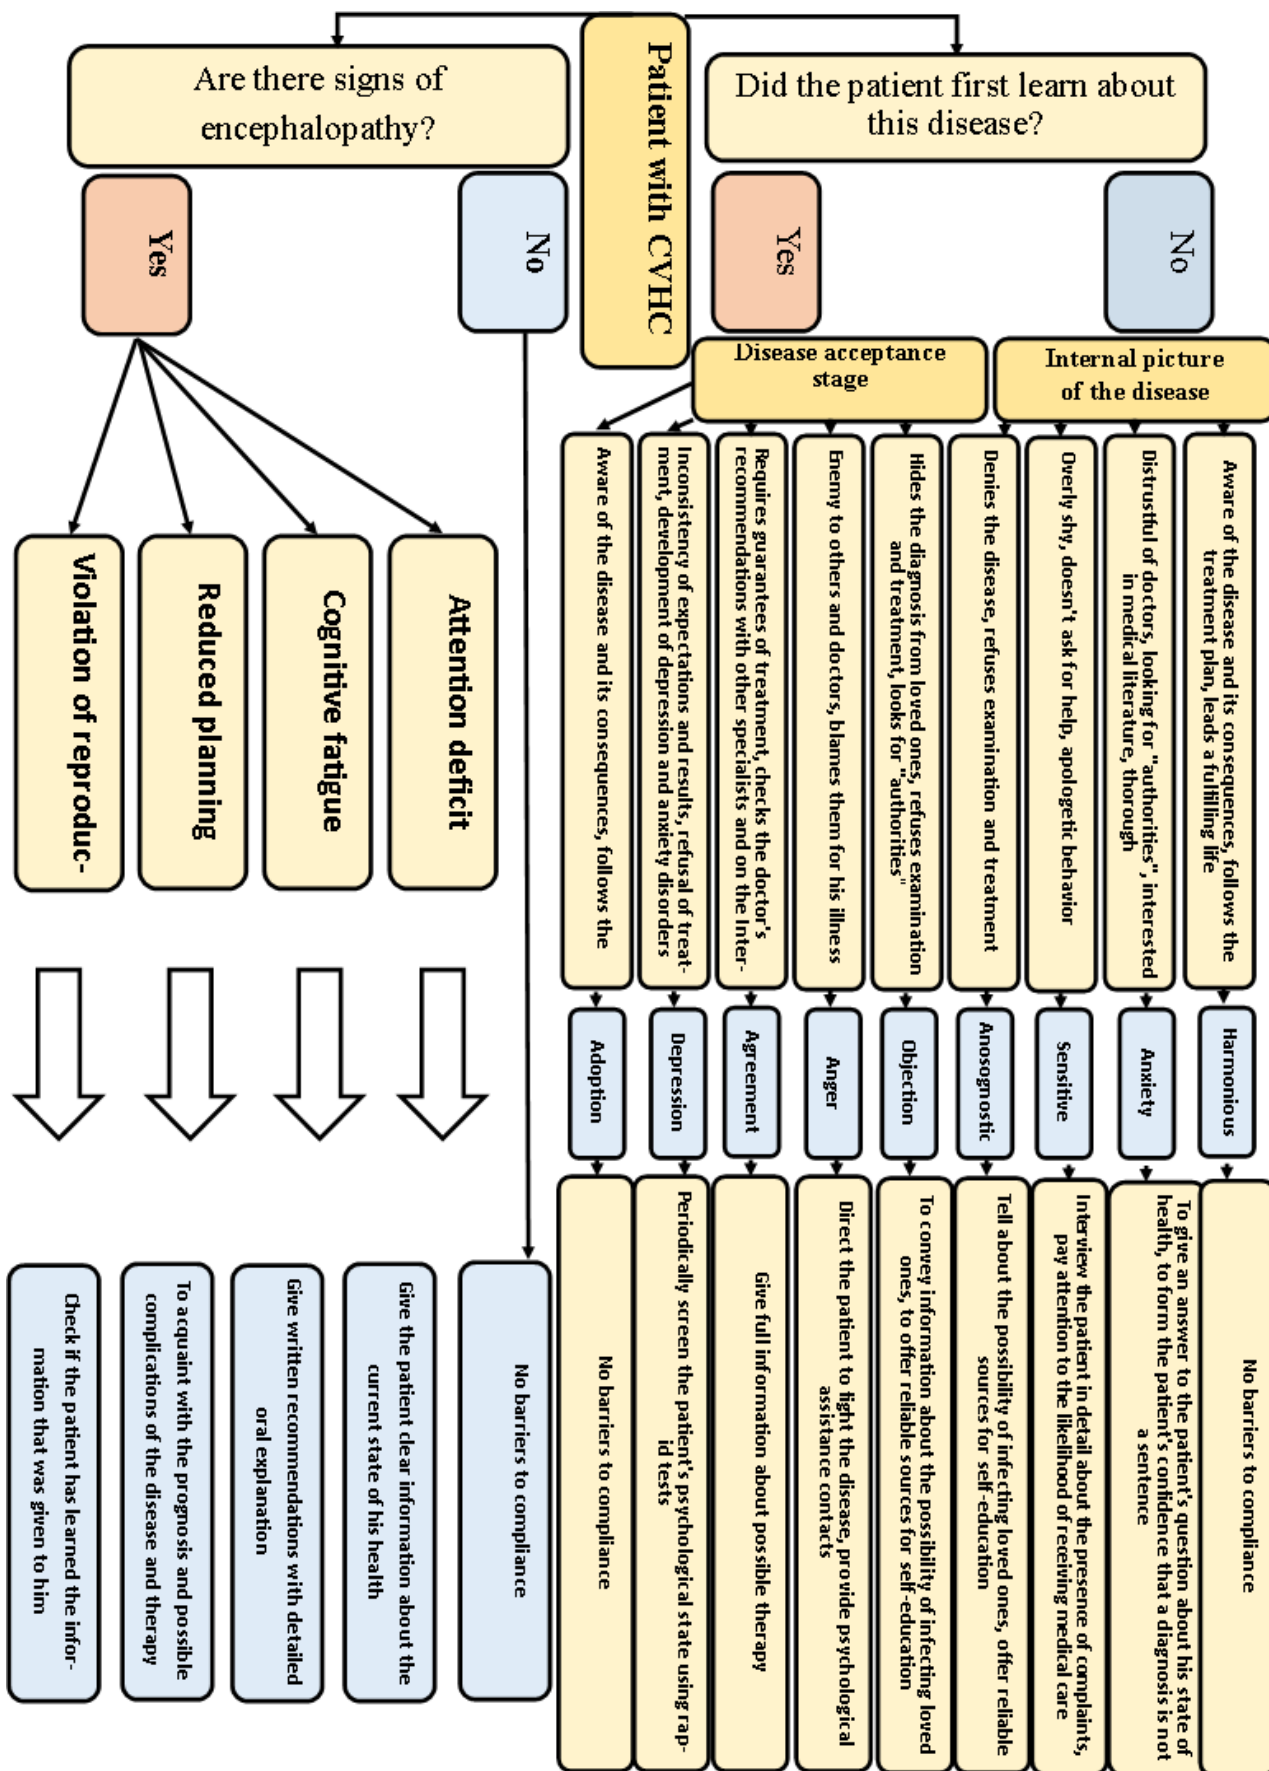 Patient with CVHC
Did the patient first learn about
this disease?
No
Yes
Internal picture
of the disease
Disease acceptance
stage
Aware of the disease and its consequences, follows the
treatment plan, leads a fulfilling life
Harmonious
No barriers to compliance
Distrustful of doctors, looking for "authorities", interested
in medical literature, thorough
Anxiety
To give an answer to the patient's question about his state of
health, to form the patient's confidence that a diagnosis is not
a sentence
Overly shy, doesn't ask for help, apologetic behavior
Sensitive
Interview the patient in detail about the presence of complaints,
pay attention to the likelihood of receiving medical care
Denies the disease, refuses examination and treatment
Anosognostic
Tell about the possibility of infecting loved ones, offer reliable
sources for self-education
Hides the diagnosis from loved ones, refuses examination
and treatment, looks for "authorities"
Objection
To convey information about the possibility of infecting loved
ones, to offer reliable sources for self-education
Enemy to others and doctors, blames them for his illness
Anger
Direct the patient to fight the disease, provide psychological
assistance contacts
Requires guarantees of treatment, checks the doctor's
recommendations with other specialists and on the Inter-
Agreement
Give full information about possible therapy
Inconsistency of expectations and results, refusal of treat-
ment, development of depression and anxiety disorders
Depression
Periodically screen the patient's psychological state using rap-
id tests
Aware of the disease and its consequences, follows the
Adoption
No barriers to compliance
Are there signs of
encephalopathy?
No
Yes
No barriers to compliance
Attention deficit
Cognitive fatigue
Reduced planning
Violation of reproduc-
Give the patient clear information about the
current state of his health
Give written recommendations with detailed
oral explanation
To acquaint with the prognosis and possible
complications of the disease and therapy
Check if the patient has learned the infor-
mation that was given to him